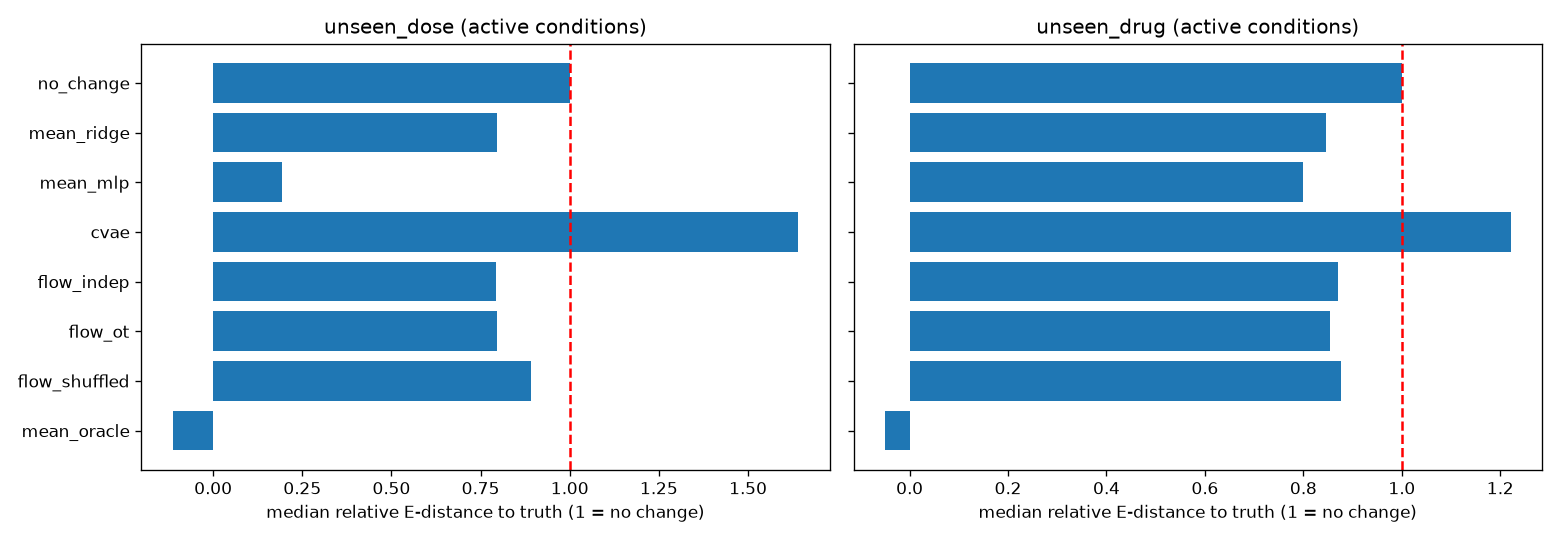 unseen_dose (active conditions)
unseen_drug (active conditions)
no_change
mean_ridge
mean_mlp
cvae
flow_indep
flow_ot
flow_shuffled
mean_oracle
0.00 0.25 0.50 0.75 1.00 1.25 1.50
median relative E-distance to truth (1 = no change)
0.0 0.2 0.4 0.6 0.8 1.0 1.2
median relative E-distance to truth (1 = no change)